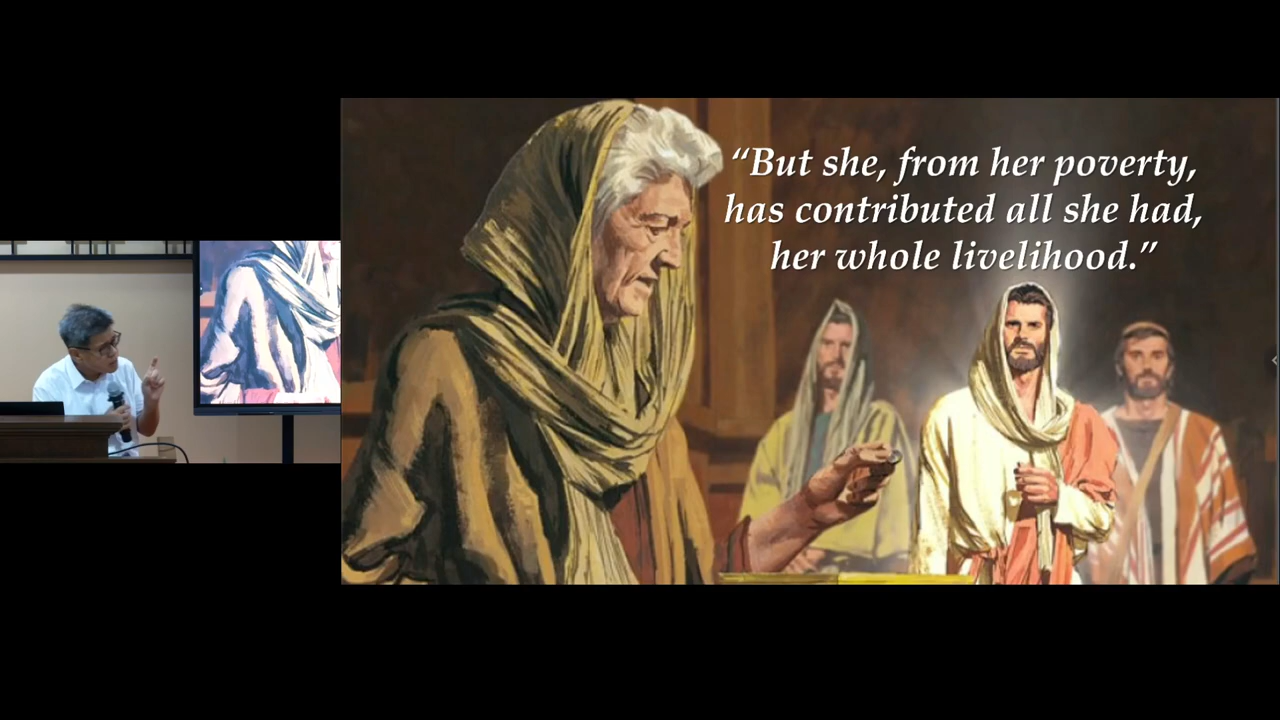 “But she, from her poverty,
has contributed all she had,
her whole livelihood.”